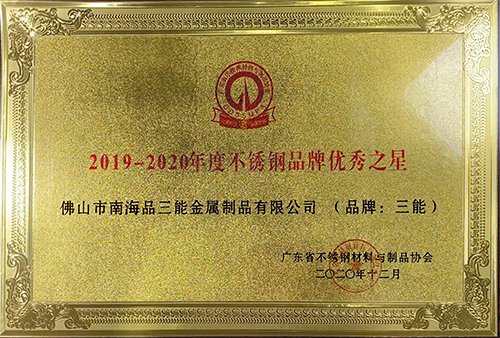 2019-2020年度不锈钢品牌优秀之星
佛山市南海品三能金属制品有限公司 （品牌：三能）
广东省不锈钢材料与制品协会
二〇二〇年十二月